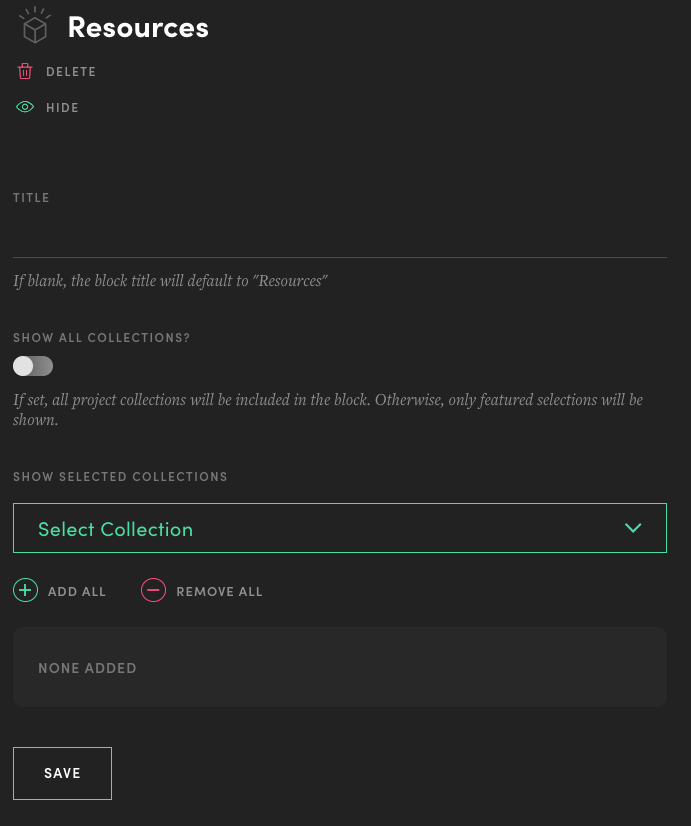 Resources
DELETE
HIDE
TITLE
If blank, the block title will default to "Resources"
SHOW ALL COLLECTIONS?
If set, all project collections will be included in the block. Otherwise, only featured selections will be
shown.
SHOW SELECTED COLLECTIONS
Select Collection
ADD ALL REMOVE ALL
NONE ADDED
SAVE